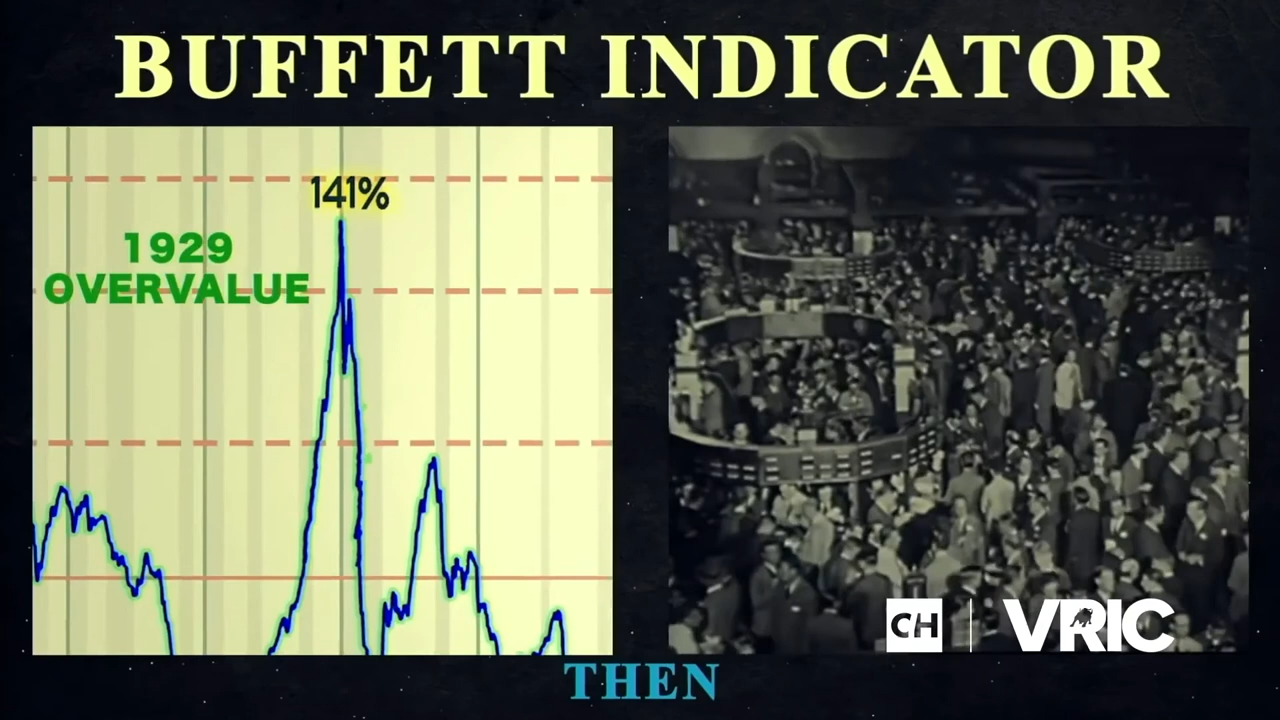 BUFFETT INDICATOR
141%
1929
OVERVALUE
CH
VRIC
THEN